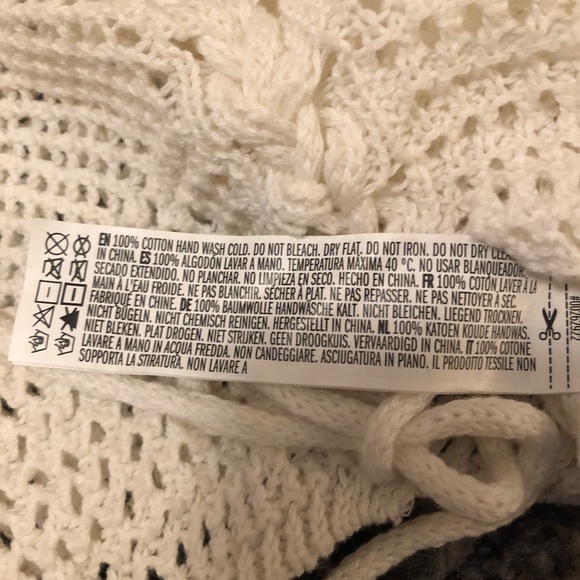 EN 100% COTTON HAND WASH COLD. DO NOT BLEACH. DRY FLAT. DO NOT IRON. DO NOT DRY
IN CHINA. ES 100% ALGODÓN LAVAR A MANO. TEMPERATURA MÁXIMA 40 °C. NO USAR BLANQUEADOR.
SECADO EXTENDIDO. NO PLANCHAR. NO LIMPIEZA EN SECO. HECHO EN CHINA. FR 100% COTON LAVER À LA
MAIN À L'EAU FROIDE. NE PAS BLANCHIR. SÉCHER À PLAT. NE PAS REPASSER. NE PAS NETTOYER À SEC.
FABRIQUÉ EN CHINE. DE 100% BAUMWOLLE HANDWÄSCHE KALT. NICHT BLEICHEN. LIEGEND TROCKNEN.
NICHT BÜGELN. NICHT CHEMISCH REINIGEN. HERGESTELLT IN CHINA. NL 100% KATOEN KOUDE HANDWAS.
NIET BLEKEN. PLAT DROGEN. NIET STRIJKEN. GEEN DROOGKUIS. VERVAARDIGD IN CHINA. IT 100% COTONE
LAVARE A MANO IN ACQUA FREDDA. NON CANDEGGIARE. ASCIUGATURA IN PIANO. IL PRODOTTO TESSILE NON
SOPPORTA LA STIRATURA. NON LAVARE A